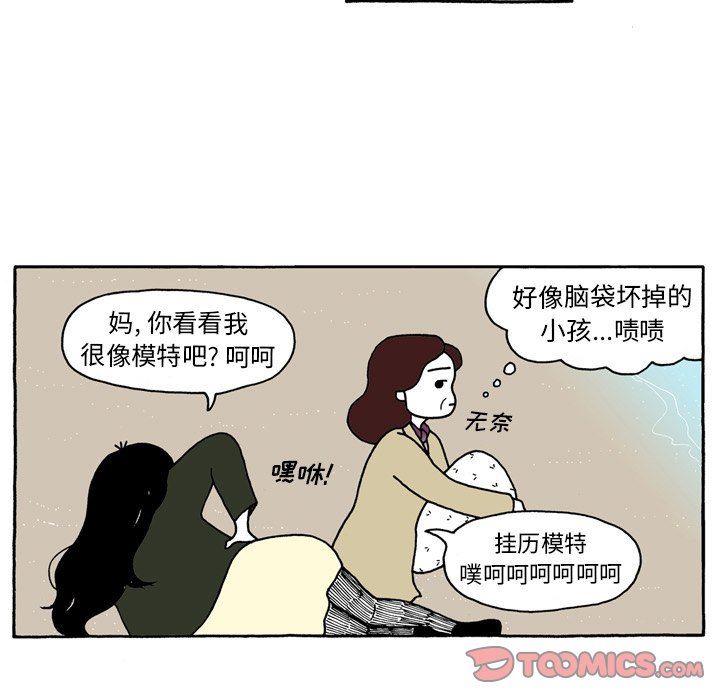 好像脑袋坏掉的
小孩...啧啧
妈, 你看看我
很像模特吧? 呵呵
无奈
嘿咻!
挂历模特
噗呵呵呵呵呵呵
TOOMICS.COM